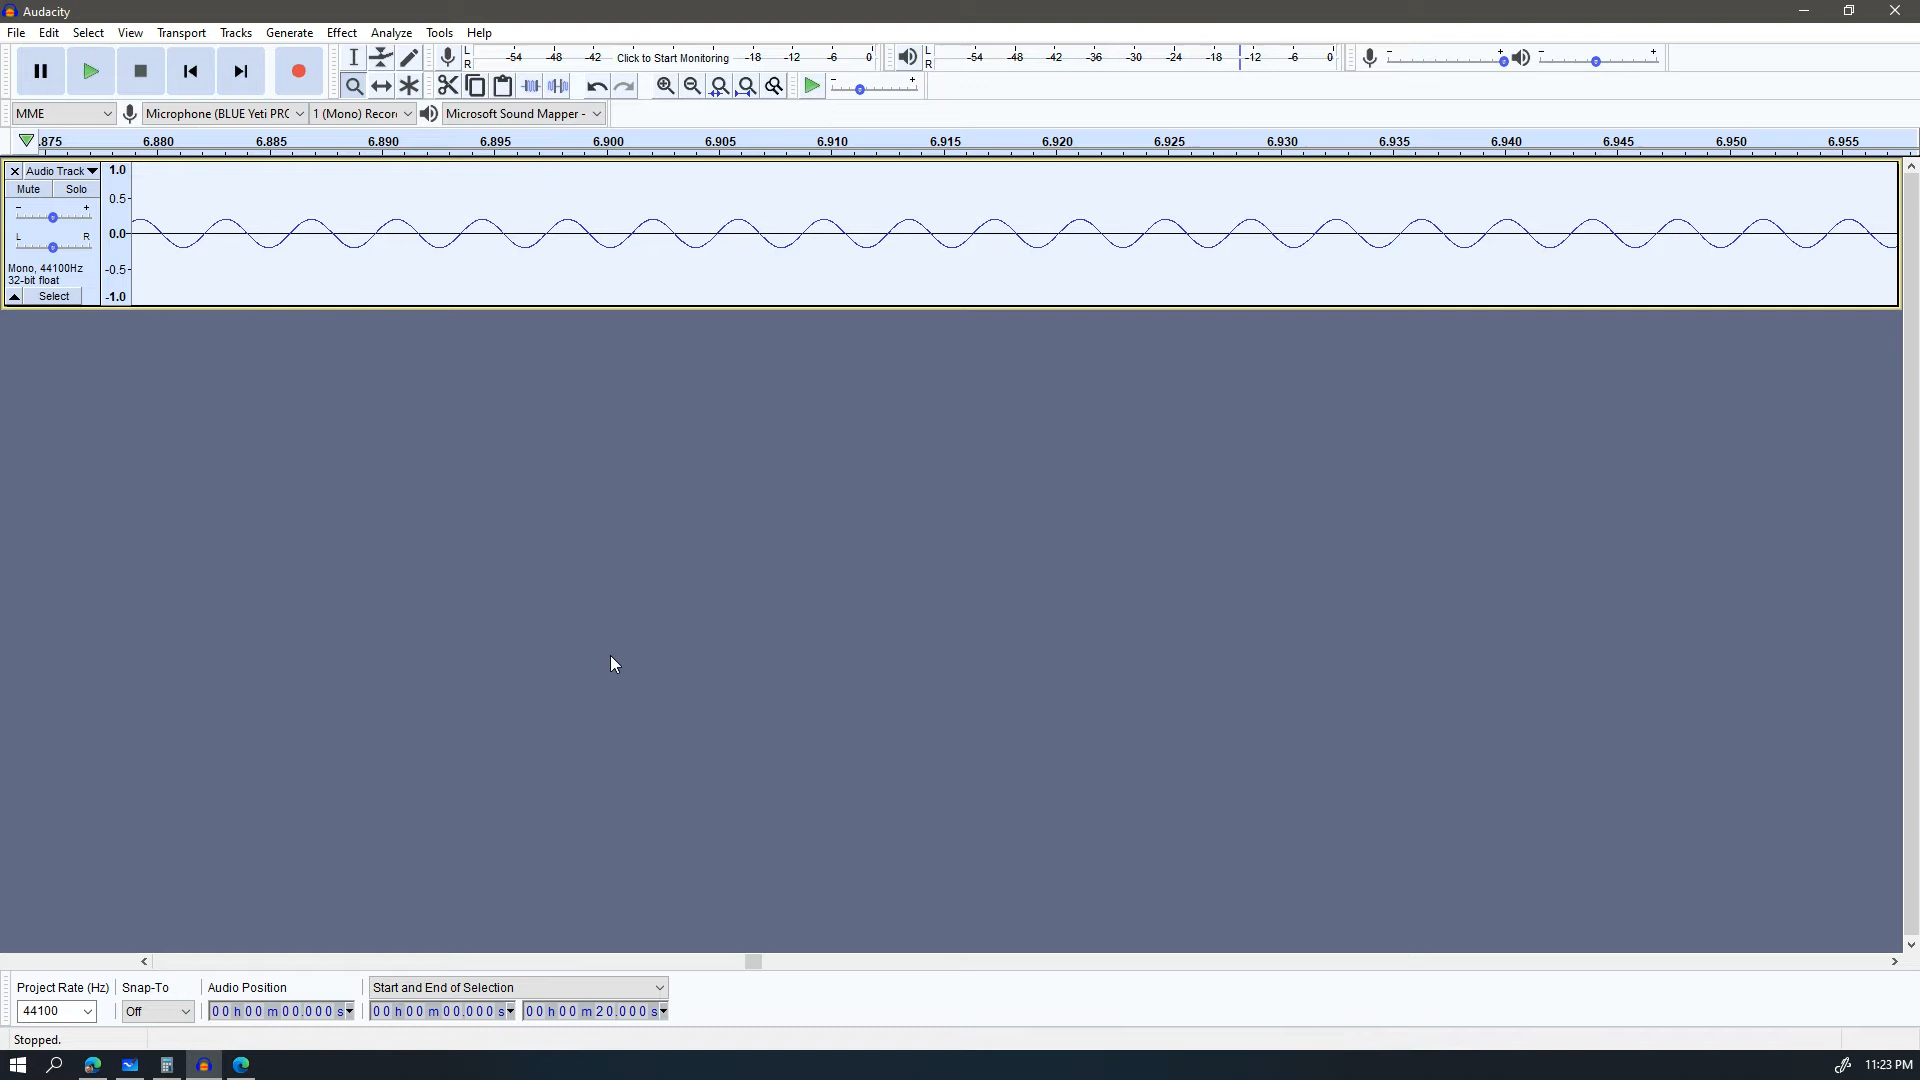 Audacity
File Edit Select View Transport Tracks Generate Effect Analyze Tools Help
L R -54 -48 -42 Click to Start Monitoring -18 -12 -6 0 L R -54 -48 -42 -36 -30 -24 -18 -12 -6 0 - + - +
- +
MME Microphone (BLUE Yeti PRC 1 (Mono) Recor Microsoft Sound Mapper -
.875 6.880 6.885 6.890 6.895 6.900 6.905 6.910 6.915 6.920 6.925 6.930 6.935 6.940 6.945 6.950 6.955
Audio Track 1.0
Mute Solo 0.5
- +
L R 0.0
Mono, 44100Hz -0.5
32-bit float
Select -1.0
Project Rate (Hz) Snap-To Audio Position Start and End of Selection
44100 Off 00 h 00 m 00.000 s 00 h 00 m 00.000 s 00 h 00 m 20.000 s
Stopped.
11:23 PM